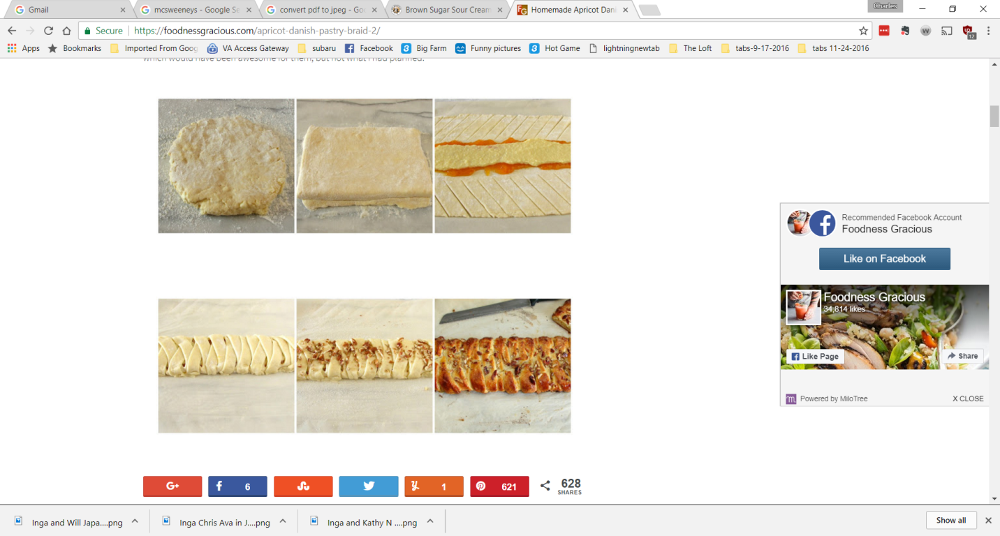 Gmail
mcsweeneys - Google Se
convert pdf to jpeg - Goo
Brown Sugar Sour Cream
FG
Homemade Apricot Dani
Charles
Secure
https://foodnessgracious.com/apricot-danish-pastry-braid-2/
12
Apps
Bookmarks
Imported From Goog
VA Access Gateway
subaru
Facebook
Big Farm
Funny pictures
Hot Game
lightningnewtab
The Loft
tabs-9-17-2016
tabs 11-24-2016
which would have been awesome for them, but not what I had planned.
Recommended Facebook Account
Foodness Gracious
Like on Facebook
Foodness Gracious
34,814 likes
Like Page
Share
Powered by MiloTree
X CLOSE
G+
6
1
621
628
SHARES
Inga and Will Japa....png
Inga Chris Ava in J....png
Inga and Kathy N ....png
Show all